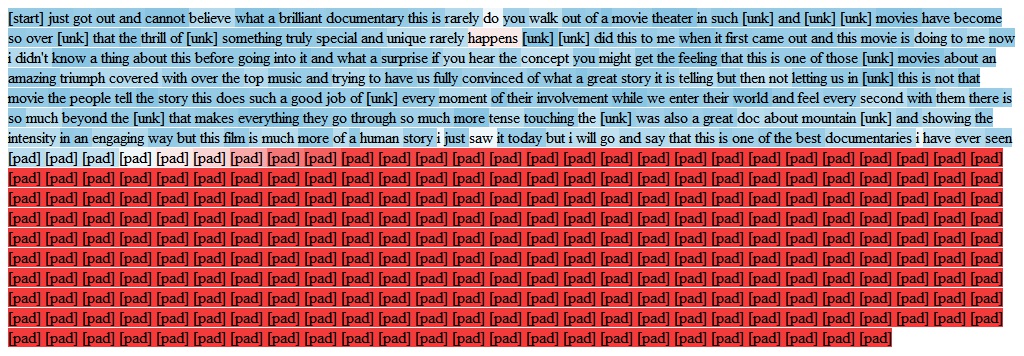 [start] just got out and cannot believe what a brilliant documentary this is rarely do you walk out of a movie theater in such [unk] and [unk] [unk] movies have become
so over [unk] that the thrill of [unk] something truly special and unique rarely happens [unk] [unk] did this to me when it first came out and this movie is doing to me now
i didn't know a thing about this before going into it and what a surprise if you hear the concept you might get the feeling that this is one of those [unk] movies about an
amazing triumph covered with over the top music and trying to have us fully convinced of what a great story it is telling but then not letting us in [unk] this is not that
movie the people tell the story this does such a good job of [unk] every moment of their involvement while we enter their world and feel every second with them there is
so much beyond the [unk] that makes everything they go through so much more tense touching the [unk] was also a great doc about mountain [unk] and showing the
intensity in an engaging way but this film is much more of a human story i just saw it today but i will go and say that this is one of the best documentaries i have ever seen
[pad] [pad] [pad] [pad] [pad] [pad] [pad] [pad] [pad] [pad] [pad] [pad] [pad] [pad] [pad] [pad] [pad] [pad] [pad] [pad] [pad] [pad] [pad] [pad] [pad] [pad] [pad]
[pad] [pad] [pad] [pad] [pad] [pad] [pad] [pad] [pad] [pad] [pad] [pad] [pad] [pad] [pad] [pad] [pad] [pad] [pad] [pad] [pad] [pad] [pad] [pad] [pad] [pad] [pad]
[pad] [pad] [pad] [pad] [pad] [pad] [pad] [pad] [pad] [pad] [pad] [pad] [pad] [pad] [pad] [pad] [pad] [pad] [pad] [pad] [pad] [pad] [pad] [pad] [pad] [pad] [pad]
[pad] [pad] [pad] [pad] [pad] [pad] [pad] [pad] [pad] [pad] [pad] [pad] [pad] [pad] [pad] [pad] [pad] [pad] [pad] [pad] [pad] [pad] [pad] [pad] [pad] [pad] [pad]
[pad] [pad] [pad] [pad] [pad] [pad] [pad] [pad] [pad] [pad] [pad] [pad] [pad] [pad] [pad] [pad] [pad] [pad] [pad] [pad] [pad] [pad] [pad] [pad] [pad] [pad] [pad]
[pad] [pad] [pad] [pad] [pad] [pad] [pad] [pad] [pad] [pad] [pad] [pad] [pad] [pad] [pad] [pad] [pad] [pad] [pad] [pad] [pad] [pad] [pad] [pad] [pad] [pad] [pad]
[pad] [pad] [pad] [pad] [pad] [pad] [pad] [pad] [pad] [pad] [pad] [pad] [pad] [pad] [pad] [pad] [pad] [pad] [pad] [pad] [pad] [pad] [pad] [pad] [pad] [pad] [pad]
[pad] [pad] [pad] [pad] [pad] [pad] [pad] [pad] [pad] [pad] [pad] [pad] [pad] [pad] [pad] [pad] [pad] [pad] [pad] [pad] [pad] [pad] [pad] [pad] [pad] [pad] [pad]
[pad] [pad] [pad] [pad] [pad] [pad] [pad] [pad] [pad] [pad] [pad] [pad] [pad] [pad] [pad] [pad] [pad] [pad] [pad] [pad] [pad] [pad] [pad] [pad] [pad] [pad] [pad]
[pad] [pad] [pad] [pad] [pad] [pad] [pad] [pad] [pad] [pad] [pad] [pad] [pad] [pad] [pad] [pad] [pad] [pad] [pad] [pad] [pad] [pad] [pad] [pad]